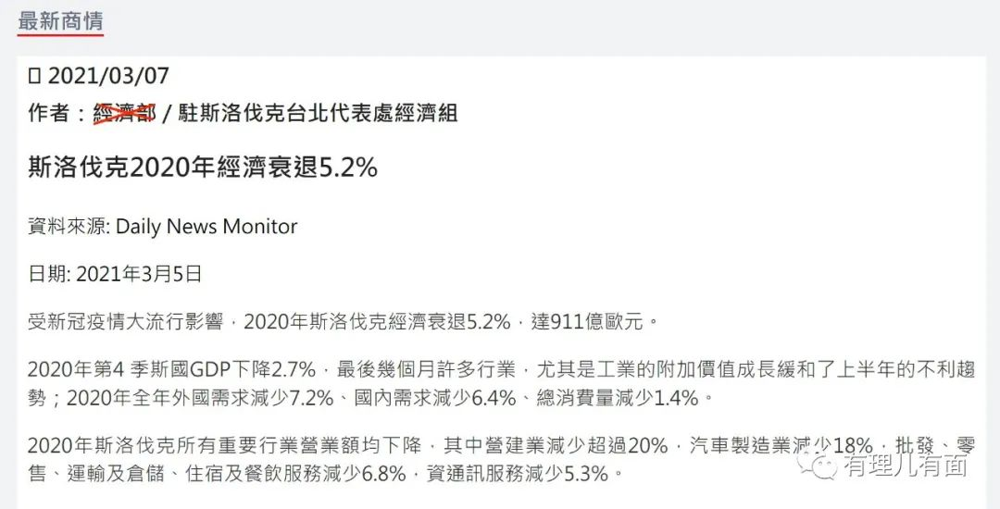 最新商情
2021/03/07
作者：經濟部 / 駐斯洛伐克台北代表處經濟組
斯洛伐克2020年經濟衰退5.2%
資料來源: Daily News Monitor
日期: 2021年3月5日
受新冠疫情大流行影響，2020年斯洛伐克經濟衰退5.2%，達911億歐元。
2020年第4 季斯國GDP下降2.7%，最後幾個月許多行業，尤其是工業的附加價值成長緩和了上半年的不利趨
勢；2020年全年外國需求減少7.2%、國內需求減少6.4%、總消費量減少1.4%。
2020年斯洛伐克所有重要行業營業額均下降，其中營建業減少超過20%，汽車製造業減少18%，批發、零
售、運輸及倉儲、住宿及餐飲服務減少6.8%，資通訊服務減少5.3%。
有理儿有面